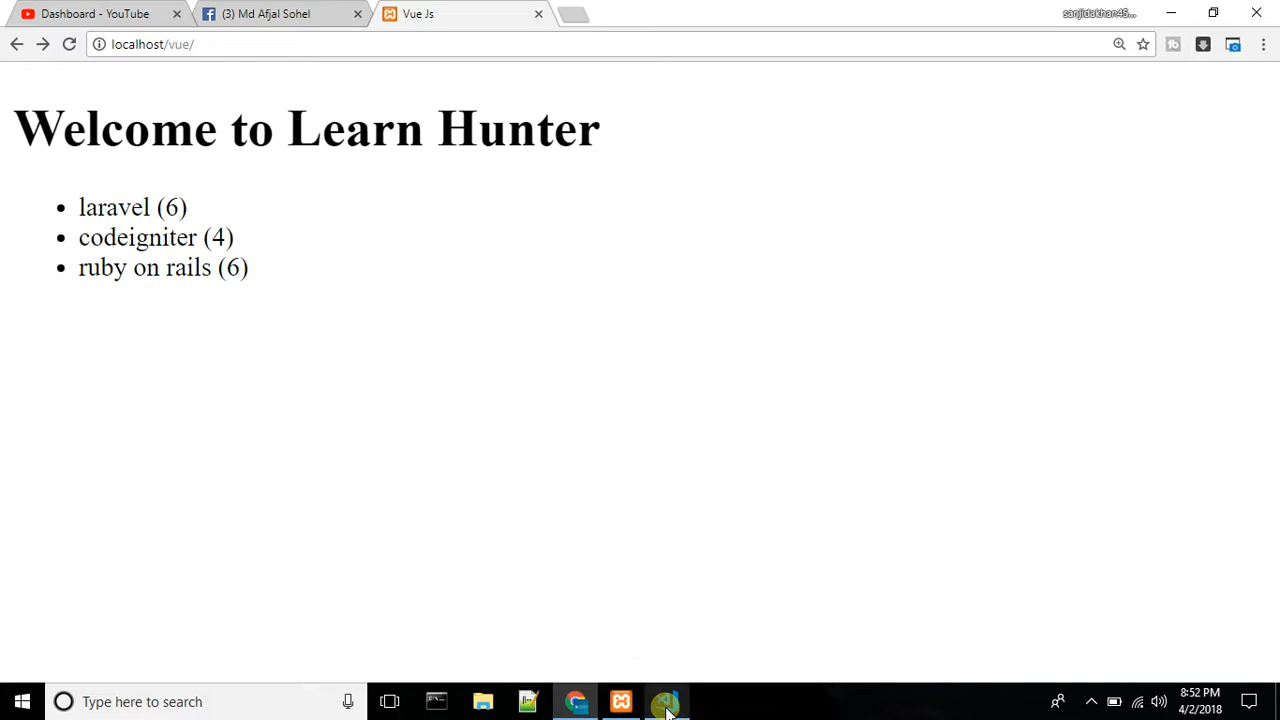 Dashboard - YouTube
(3) Md Afjal Sohel
Vue Js
sanjidakhan45...
localhost/vue/
Welcome to Learn Hunter
laravel (6)
codeigniter (4)
ruby on rails (6)
Type here to search
8:52 PM
4/2/2018